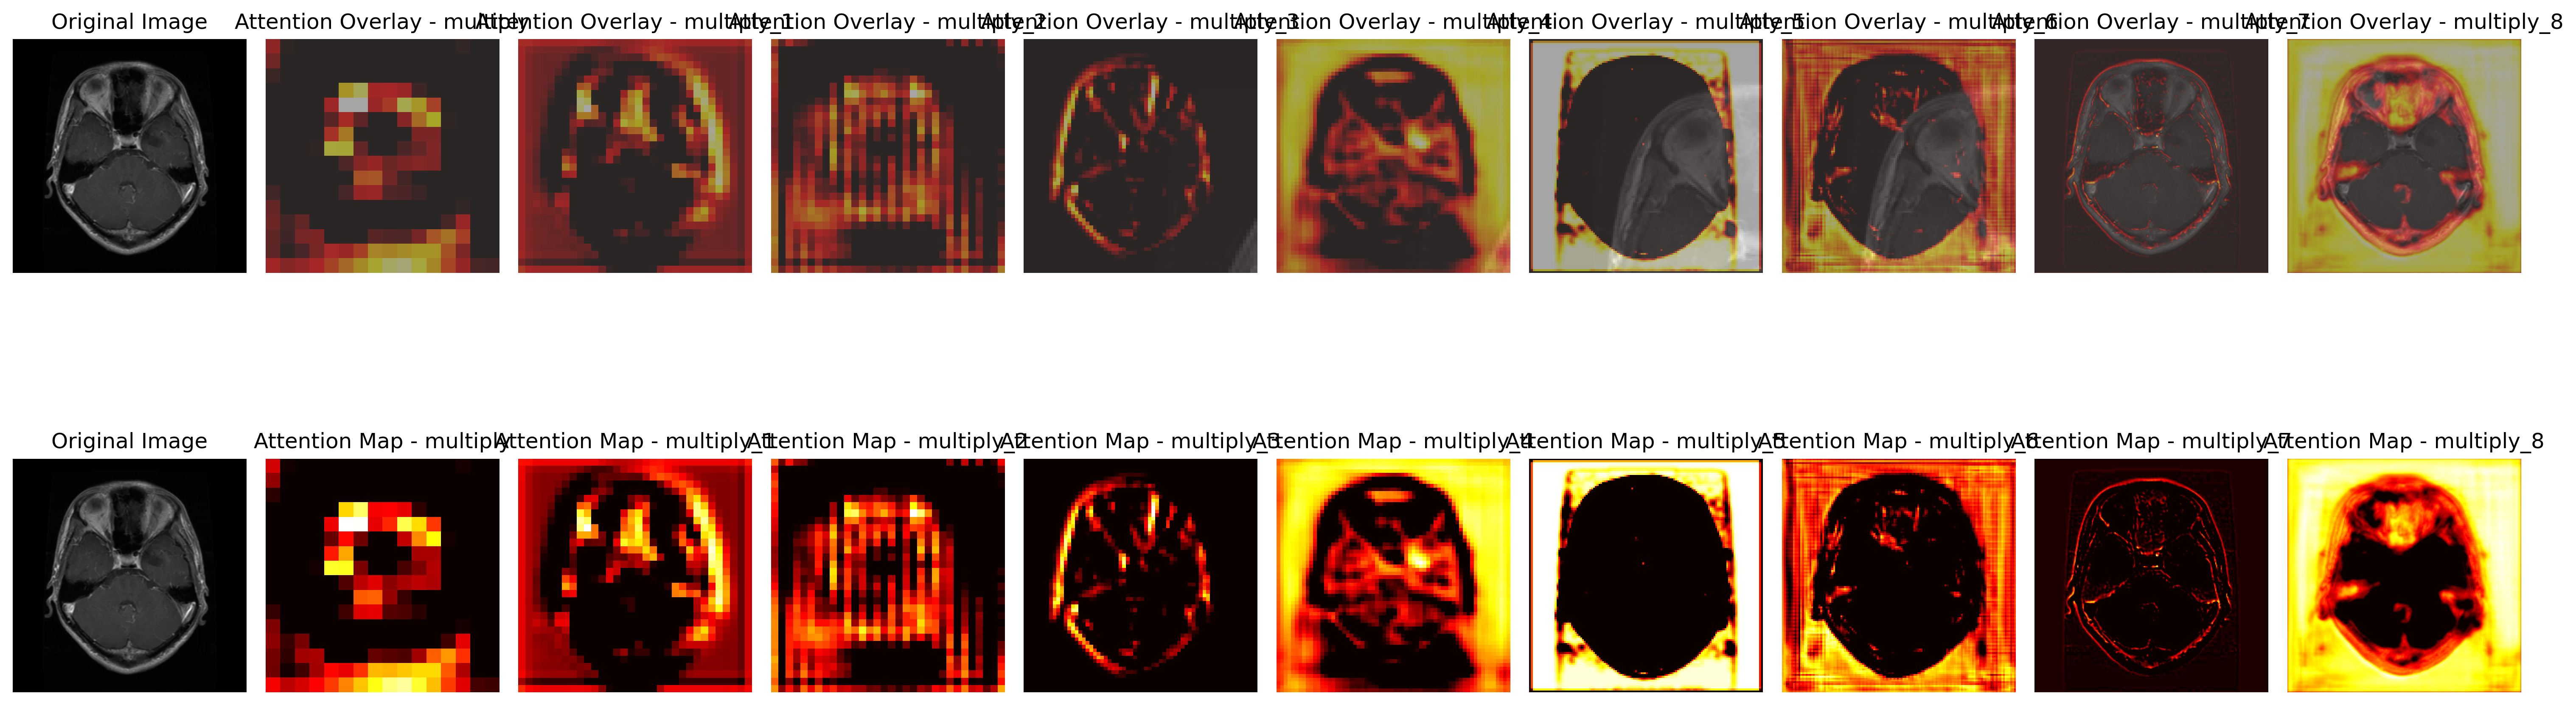 Original Image
Attention Overlay - multiply
Attention Overlay - multiply_1
Attention Overlay - multiply_2
Attention Overlay - multiply_3
Attention Overlay - multiply_4
Attention Overlay - multiply_5
Attention Overlay - multiply_6
Attention Overlay - multiply_7
Attention Overlay - multiply_8
Original Image
Attention Map - multiply
Attention Map - multiply_1
Attention Map - multiply_2
Attention Map - multiply_3
Attention Map - multiply_4
Attention Map - multiply_5
Attention Map - multiply_6
Attention Map - multiply_7
Attention Map - multiply_8